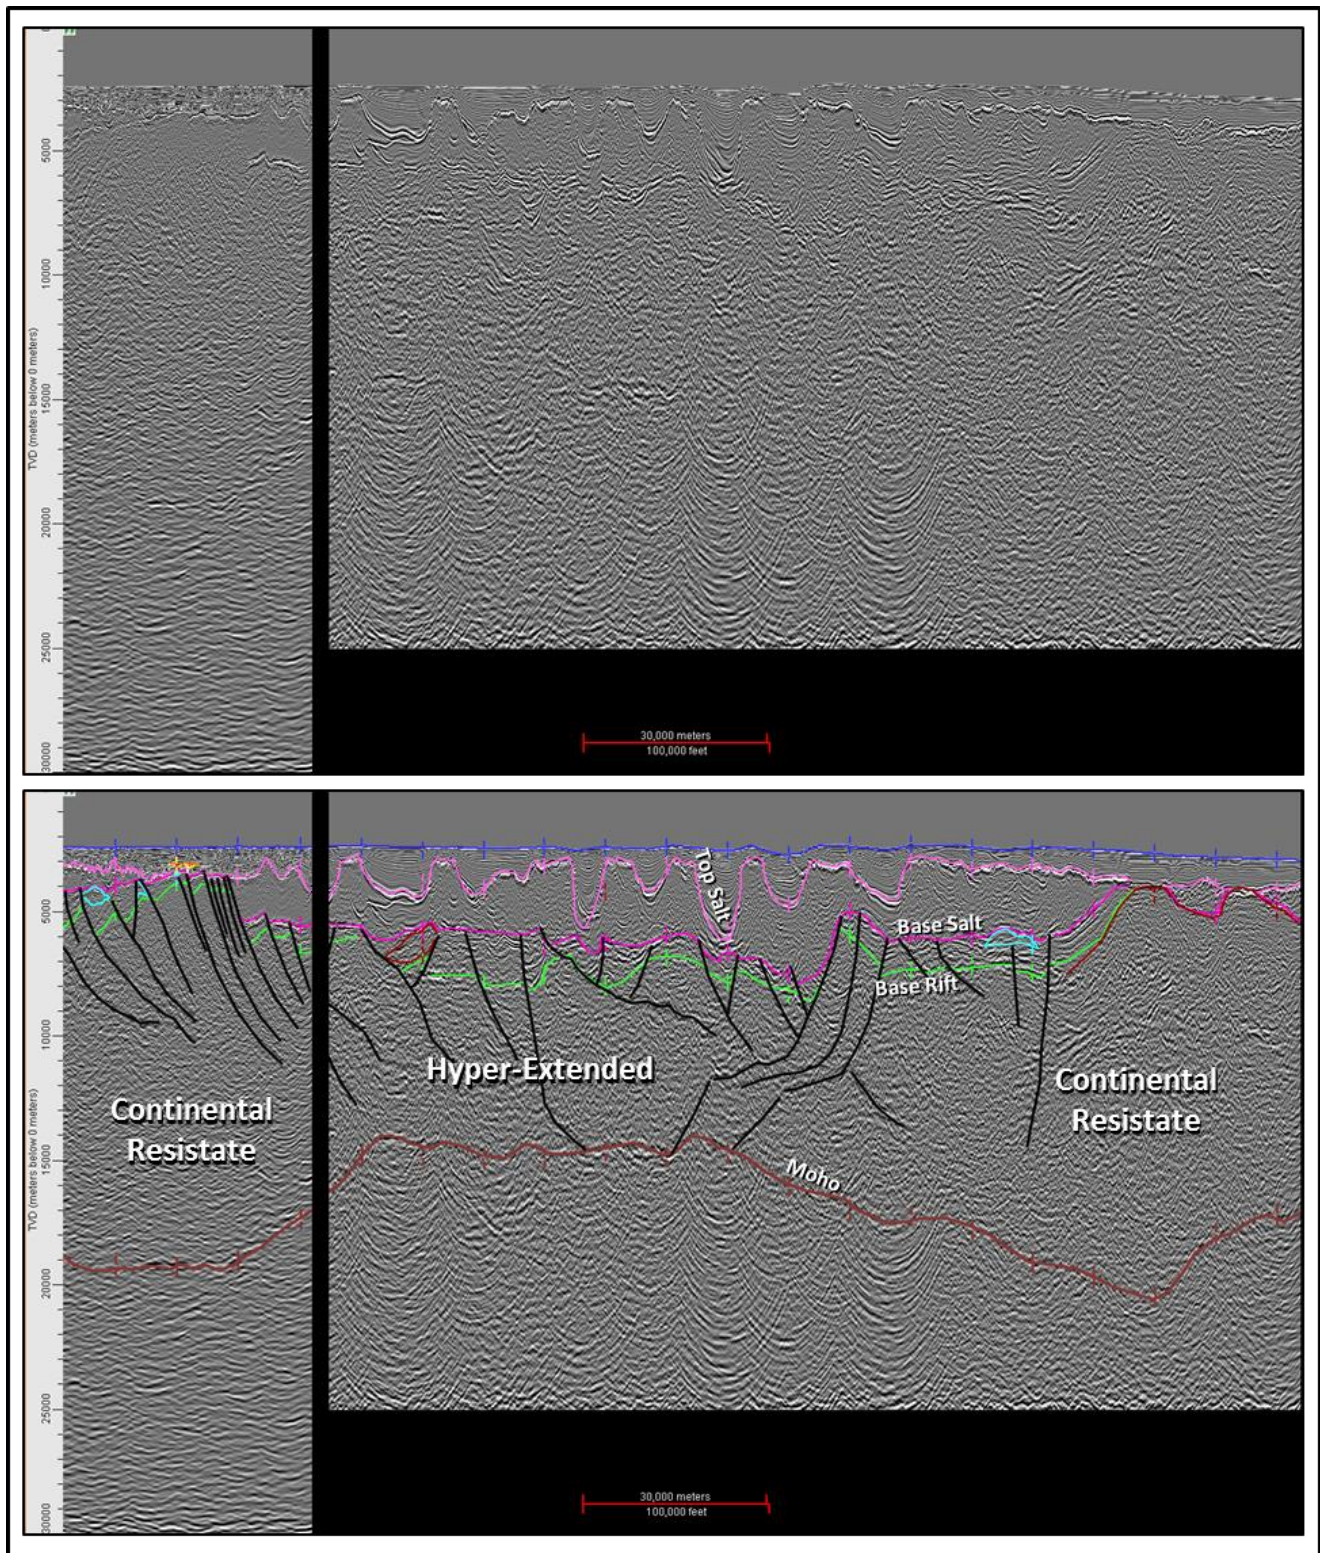 0
5000
10000
15000
20000
25000
30000
TVD (meters below 0 meters)
30,000 meters
100,000 feet
5000
10000
15000
20000
25000
30000
TVD (meters below 0 meters)
Top Salt
Base Salt
Base Rift
Hyper-Extended
Continental
Resistate
Continental
Resistate
Moho
30,000 meters
100,000 feet